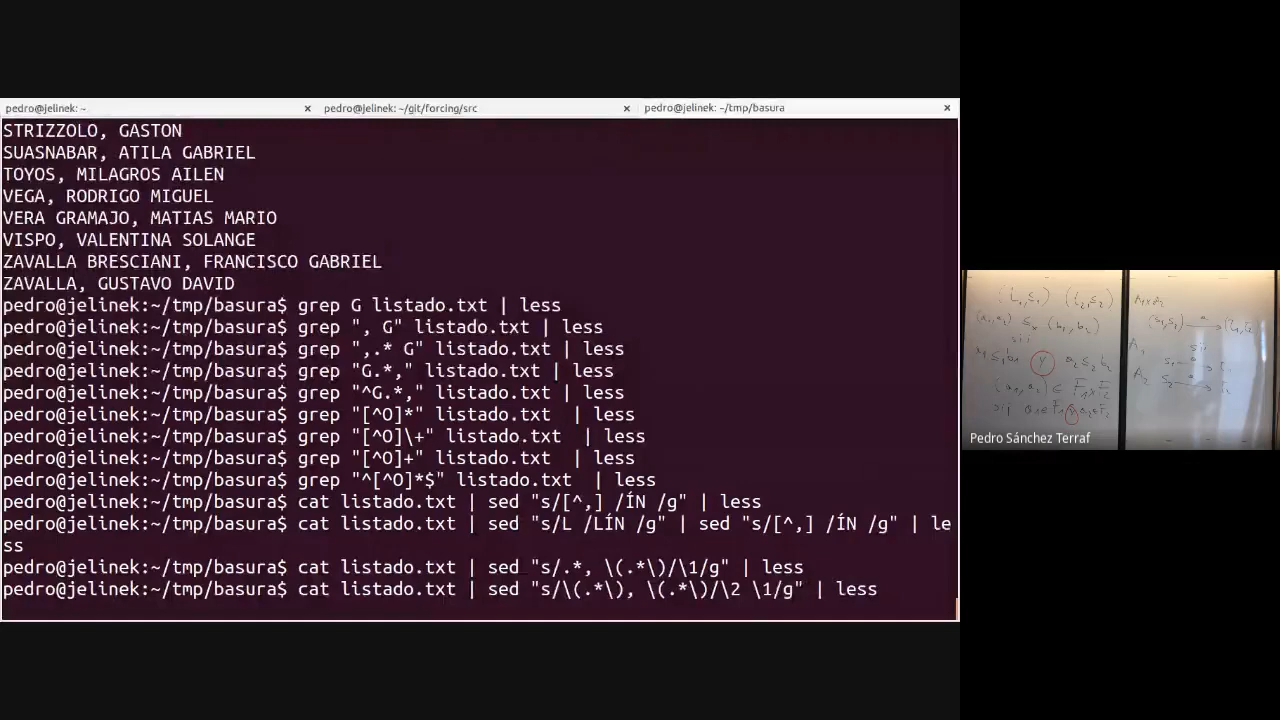 pedro@jelinek: ~ × pedro@jelinek: ~/git/forcing/src × pedro@jelinek: ~/tmp/basura ×
STRIZZOLO, GASTON
SUASNABAR, ATILA GABRIEL
TOYOS, MILAGROS AILEN
VEGA, RODRIGO MIGUEL
VERA GRAMAJO, MATIAS MARIO
VISPO, VALENTINA SOLANGE
ZAVALLA BRESCIANI, FRANCISCO GABRIEL
ZAVALLA, GUSTAVO DAVID
pedro@jelinek:~/tmp/basura$ grep G listado.txt | less
pedro@jelinek:~/tmp/basura$ grep ", G" listado.txt | less
pedro@jelinek:~/tmp/basura$ grep ",.* G" listado.txt | less
pedro@jelinek:~/tmp/basura$ grep "G.*," listado.txt | less
pedro@jelinek:~/tmp/basura$ grep "^G.*," listado.txt | less
pedro@jelinek:~/tmp/basura$ grep "[^O]*" listado.txt  | less
pedro@jelinek:~/tmp/basura$ grep "[^O]\+" listado.txt  | less
pedro@jelinek:~/tmp/basura$ grep "[^O]+" listado.txt  | less
pedro@jelinek:~/tmp/basura$ grep "^[^O]*$" listado.txt  | less
pedro@jelinek:~/tmp/basura$ cat listado.txt | sed "s/[^,] /ÍN /g" | less
pedro@jelinek:~/tmp/basura$ cat listado.txt | sed "s/L /LÍN /g" | sed "s/[^,] /ÍN /g" | le
ss
pedro@jelinek:~/tmp/basura$ cat listado.txt | sed "s/.*, \(.*\)/\1/g" | less
pedro@jelinek:~/tmp/basura$ cat listado.txt | sed "s/\(.*\), \(.*\)/\2 \1/g" | less
sii
sii
Pedro Sánchez Terraf